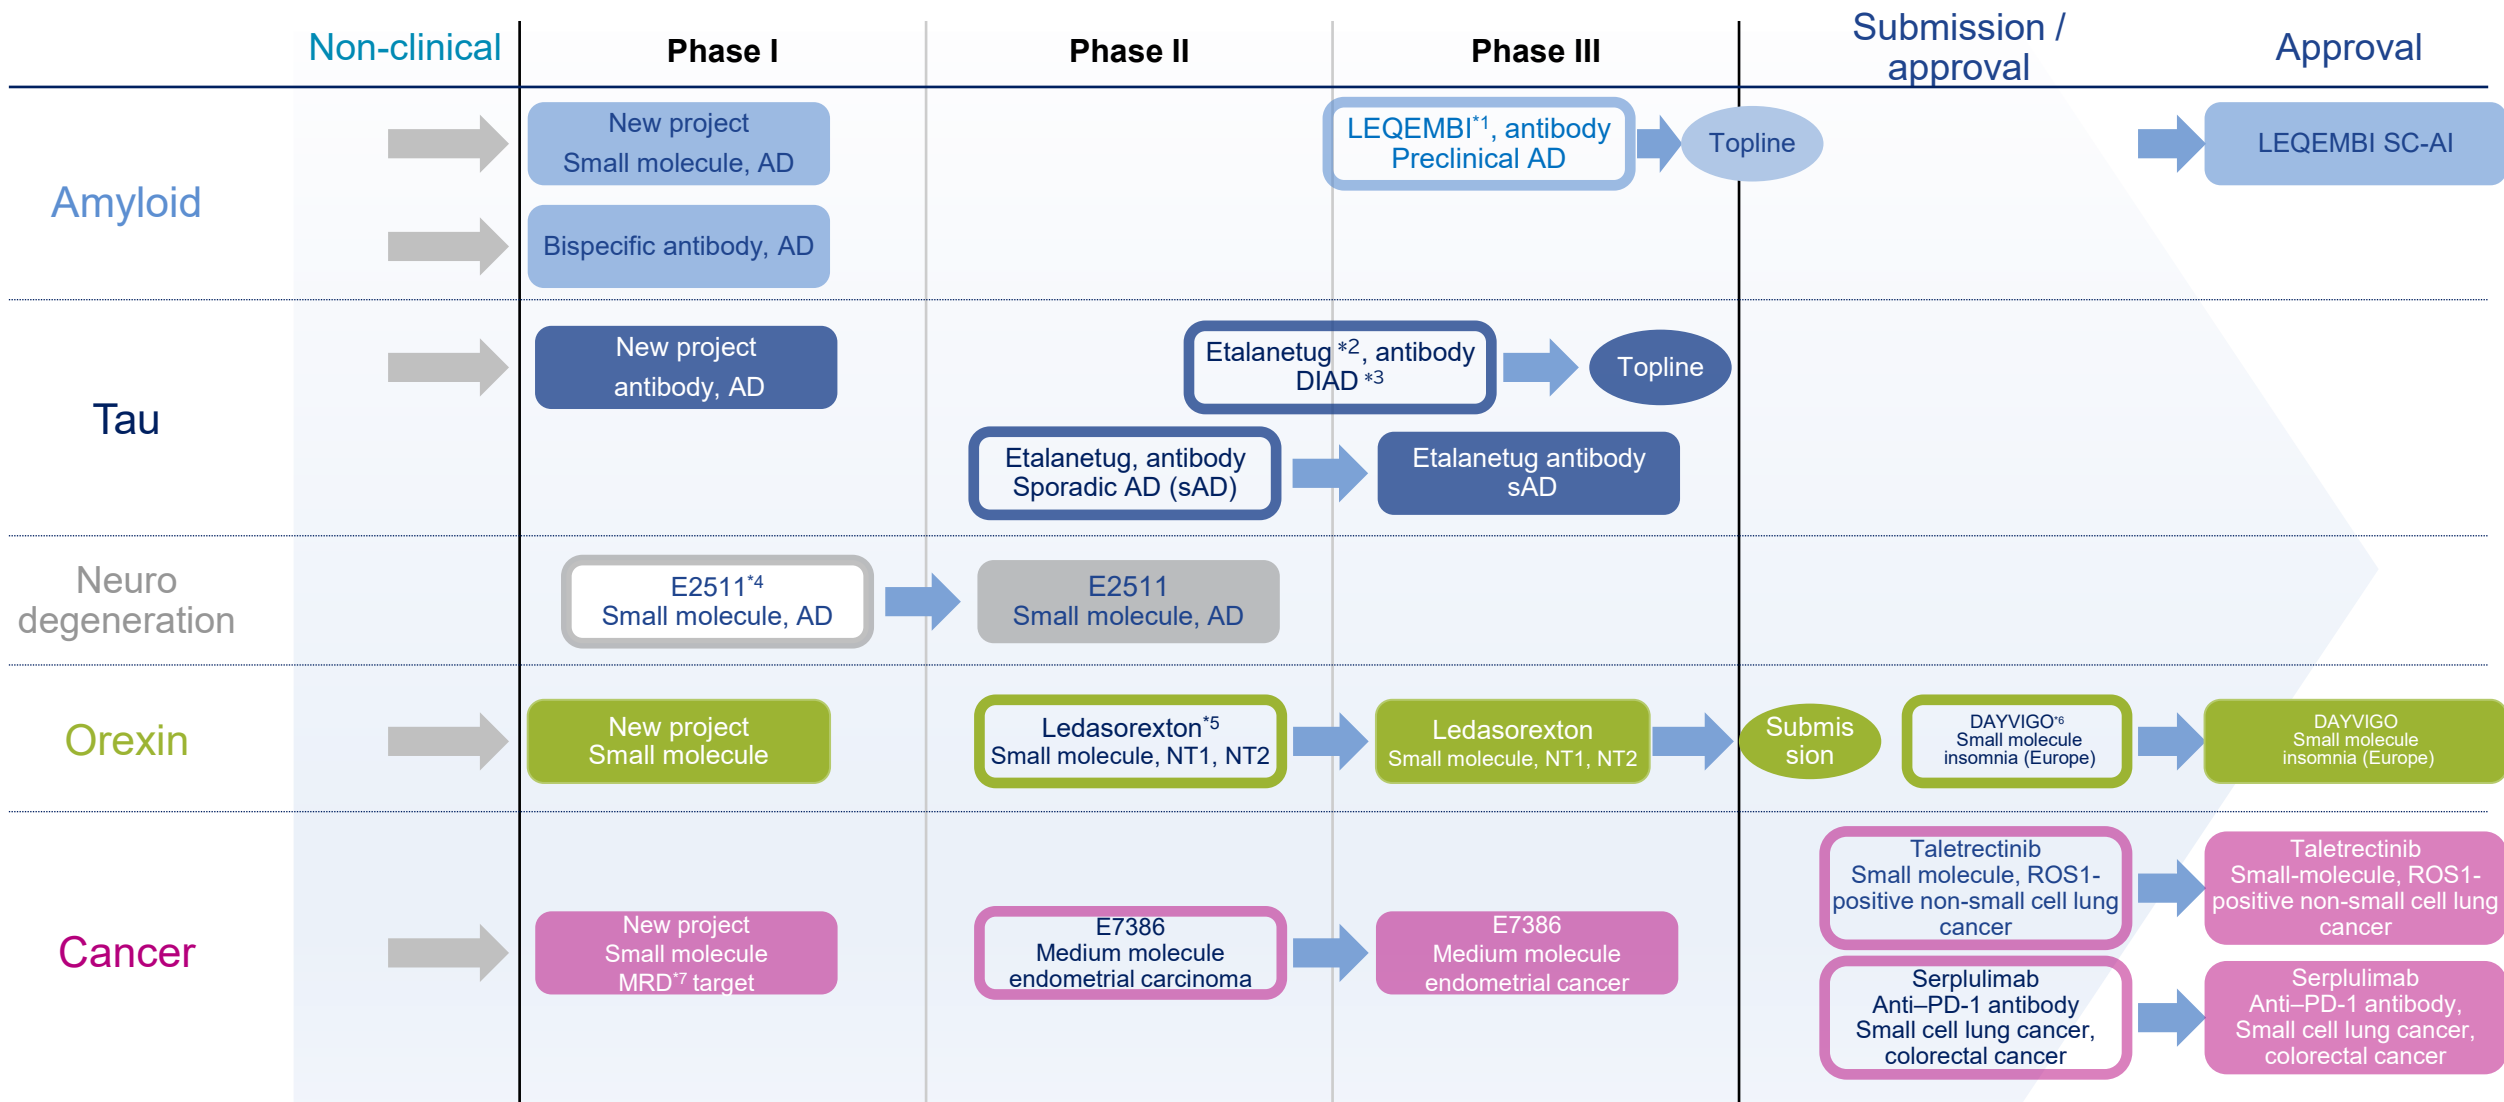 Non-clinical
Phase I
Phase II
Phase III
Submission /
approval
Approval
Amyloid
New project
Small molecule, AD
LEQEMBI*1, antibody
Preclinical AD
Topline
LEQEMBI SC-AI
Bispecific antibody, AD
Tau
New project
antibody, AD
Etalanetug *2, antibody
DIAD *3
Topline
Etalanetug, antibody
Sporadic AD (sAD)
Etalanetug antibody
sAD
Neuro
degeneration
E2511*4
Small molecule, AD
E2511
Small molecule, AD
Orexin
New project
Small molecule
Ledasorexton*5
Small molecule, NT1, NT2
Ledasorexton
Small molecule, NT1, NT2
Submis
sion
DAYVIGO*6
Small molecule
insomnia (Europe)
DAYVIGO
Small molecule
insomnia (Europe)
Cancer
New project
Small molecule
MRD*7 target
E7386
Medium molecule
endometrial carcinoma
E7386
Medium molecule
endometrial cancer
Taletrectinib
Small molecule, ROS1-
positive non-small cell lung
cancer
Taletrectinib
Small-molecule, ROS1-
positive non-small cell lung
cancer
Serplulimab
Anti–PD-1 antibody
Small cell lung cancer,
colorectal cancer
Serplulimab
Anti–PD-1 antibody,
Small cell lung cancer,
colorectal cancer